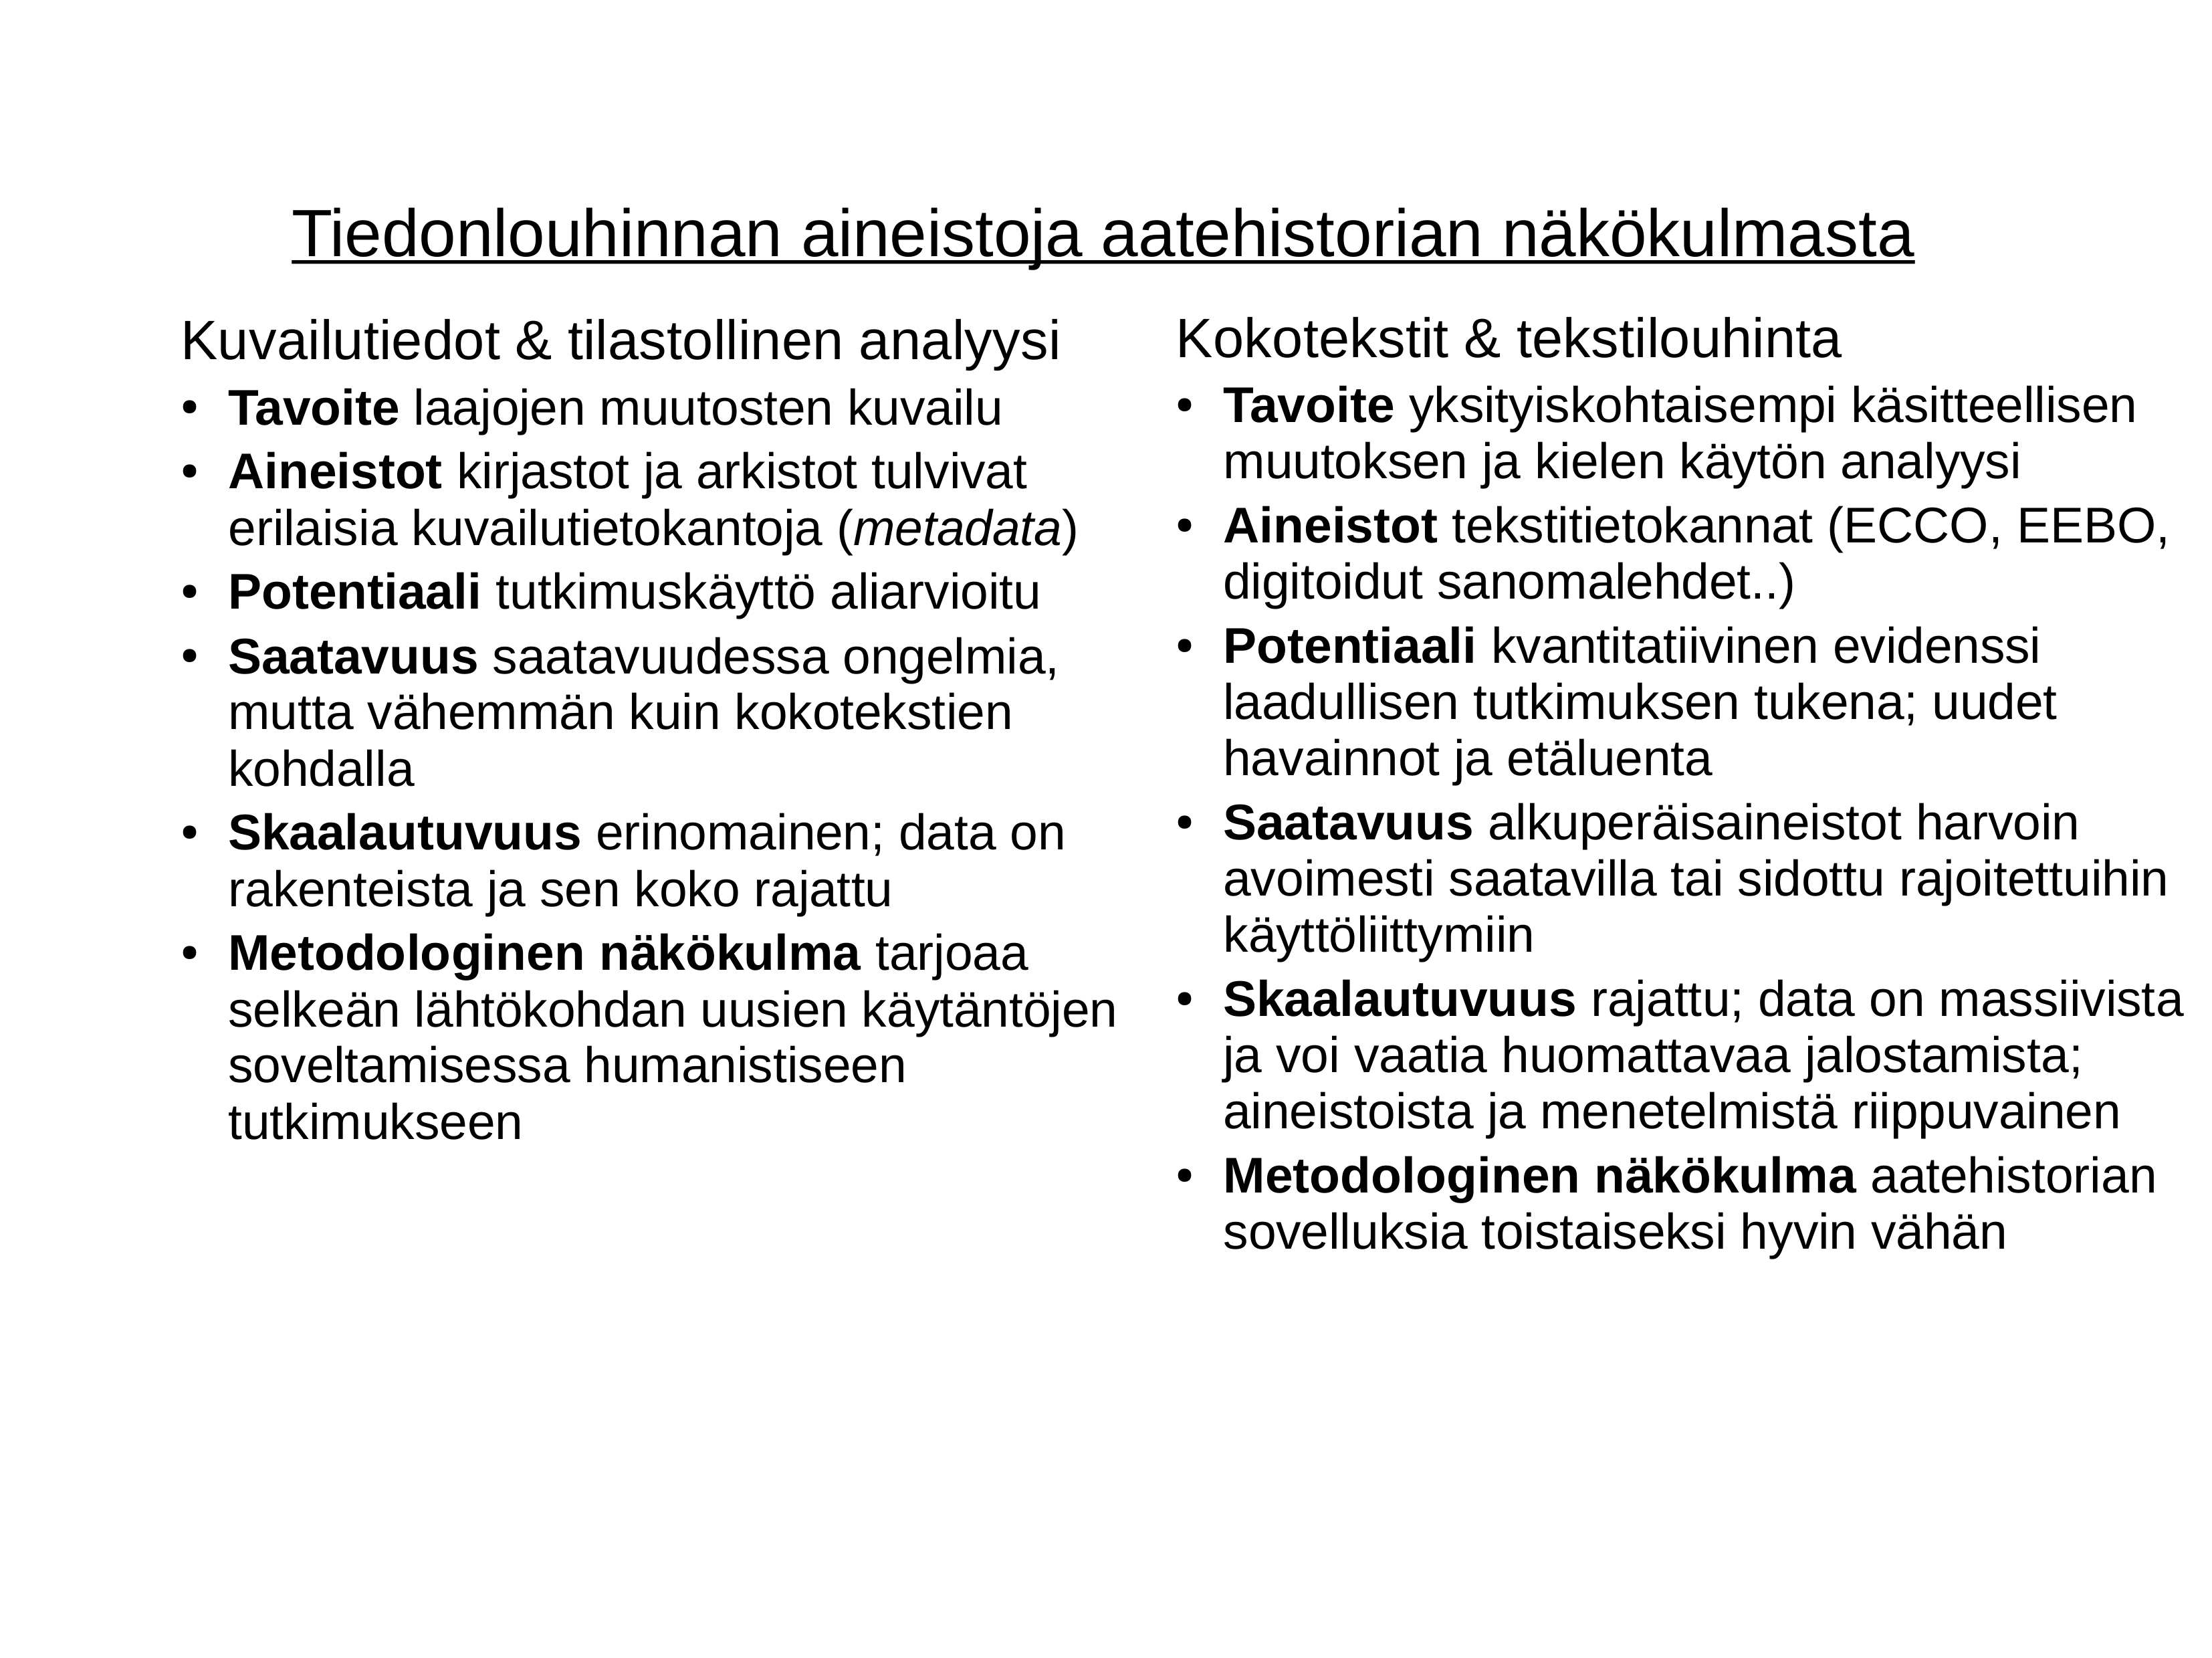 Tiedonlouhinnan aineistoja aatehistorian näkökulmasta
Kuvailutiedot & tilastollinen analyysi
• Tavoite laajojen muutosten kuvailu
• Aineistot kirjastot ja arkistot tulvivat
erilaisia kuvailutietokantoja (metadata)
• Potentiaali tutkimuskäyttö aliarvioitu
• Saatavuus saatavuudessa ongelmia,
mutta vähemmän kuin kokotekstien
kohdalla
• Skaalautuvuus erinomainen; data on
rakenteista ja sen koko rajattu
• Metodologinen näkökulma tarjoaa
selkeän lähtökohdan uusien käytäntöjen
soveltamisessa humanistiseen
tutkimukseen
Kokotekstit & tekstilouhinta
• Tavoite yksityiskohtaisempi käsitteellisen
muutoksen ja kielen käytön analyysi
• Aineistot tekstitietokannat (ECCO, EEBO,
digitoidut sanomalehdet..)
• Potentiaali kvantitatiivinen evidenssi
laadullisen tutkimuksen tukena; uudet
havainnot ja etäluenta
• Saatavuus alkuperäisaineistot harvoin
avoimesti saatavilla tai sidottu rajoitettuihin
käyttöliittymiin
• Skaalautuvuus rajattu; data on massiivista
ja voi vaatia huomattavaa jalostamista;
aineistoista ja menetelmistä riippuvainen
• Metodologinen näkökulma aatehistorian
sovelluksia toistaiseksi hyvin vähän